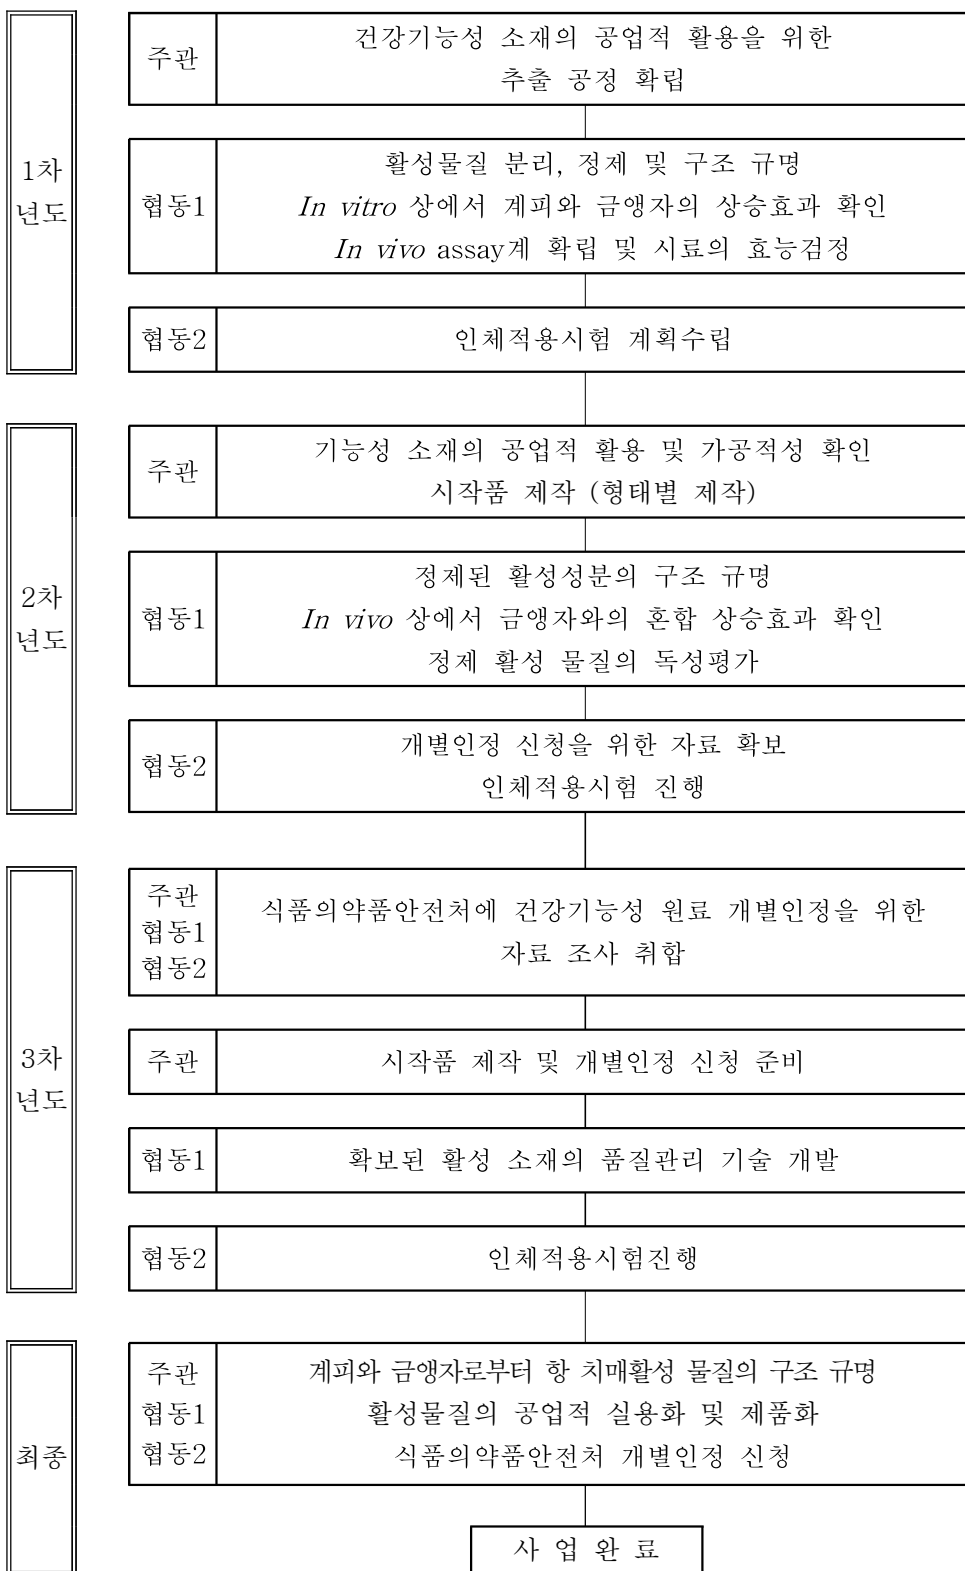 1차
년도
주관
건강기능성 소재의 공업적 활용을 위한
추출 공정 확립
협동1
활성물질 분리, 정제 및 구조 규명
In vitro 상에서 계피와 금앵자의 상승효과 확인
In vivo assay계 확립 및 시료의 효능검정
협동2
인체적용시험 계획수립
2차
년도
주관
기능성 소재의 공업적 활용 및 가공적성 확인
시작품 제작 (형태별 제작)
협동1
정제된 활성성분의 구조 규명
In vivo 상에서 금앵자와의 혼합 상승효과 확인
정제 활성 물질의 독성평가
협동2
개별인정 신청을 위한 자료 확보
인체적용시험 진행
3차
년도
주관
협동1
협동2
식품의약품안전처에 건강기능성 원료 개별인정을 위한
자료 조사 취합
주관
시작품 제작 및 개별인정 신청 준비
협동1
확보된 활성 소재의 품질관리 기술 개발
협동2
인체적용시험진행
최종
주관
협동1
협동2
계피와 금앵자로부터 항 치매활성 물질의 구조 규명
활성물질의 공업적 실용화 및 제품화
식품의약품안전처 개별인정 신청
사 업 완 료